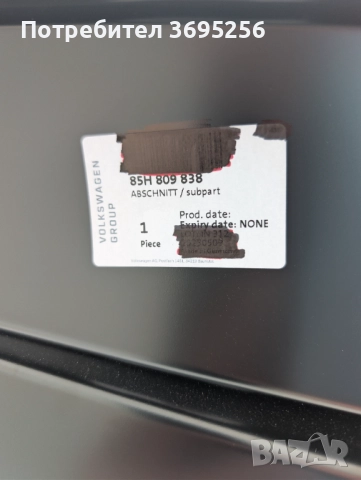 Потребител 3695256
VOLKSWAGEN
GROUP
85H 809 838
ABSCHNITT / subpart
1
Piece
Prod. date:
Expiry date: NONE
BAZAR